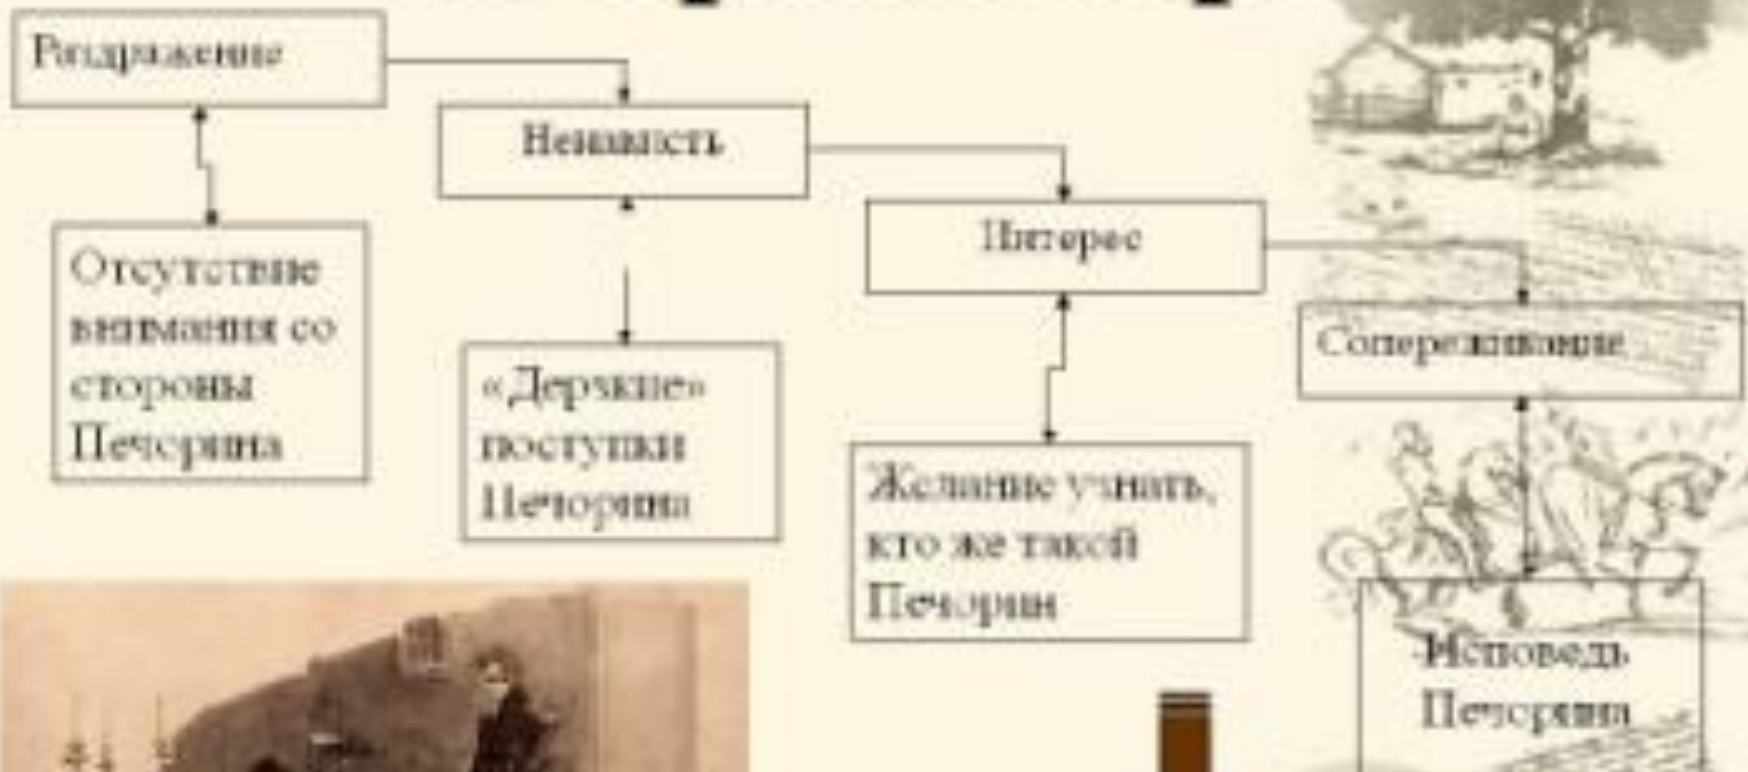 Раздражение
Ненависть
Интерес
Сопереживание
Отсутствие
внимания со
стороны
Печорина
«Дерзкие»
поступки
Печорина
Желание узнать,
кто же такой
Печорин
Исповедь
Печорина